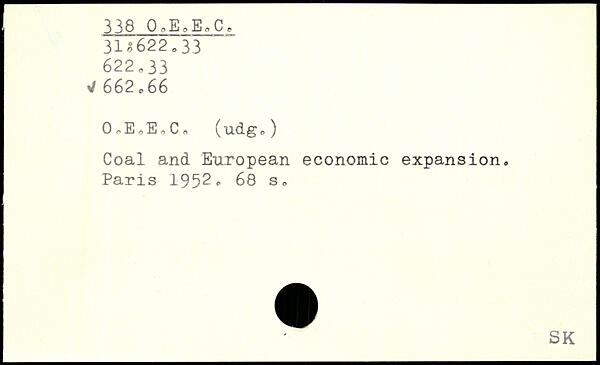 338 O.E.E.C.
31:622.33
622.33
✓ 662.66
O.E.E.C. (udg.)
Coal and European economic expansion.
Paris 1952. 68 s.
SK